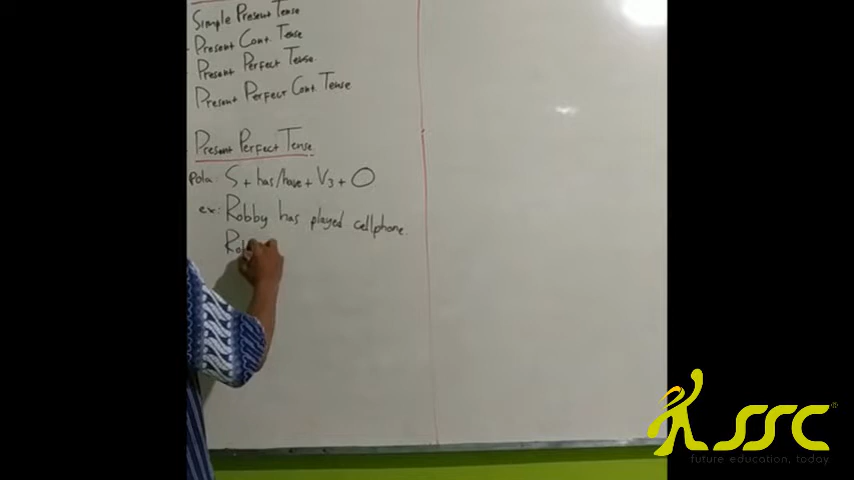 Simple Present Tense
Present Cont. Tense
Present Perfect Tense
Present Perfect Cont. Tense
Present Perfect Tense
Pola: S + has/have + V3 + O
ex: Robby has played cellphone.
Ro
SSC
future education, today